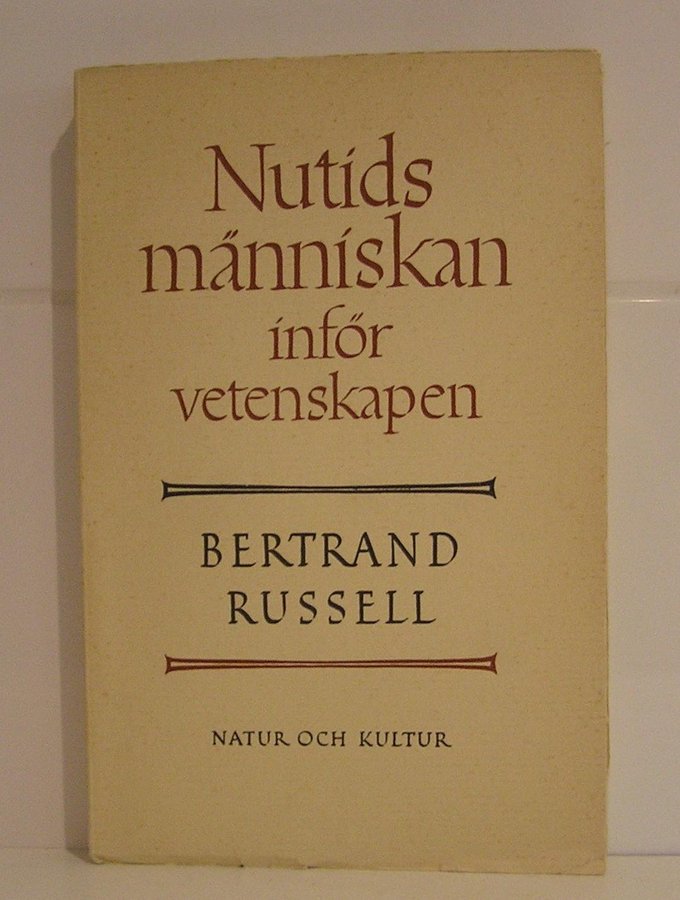 Nutids
människan
inför
vetenskapen
BERTRAND
RUSSELL
NATUR OCH KULTUR